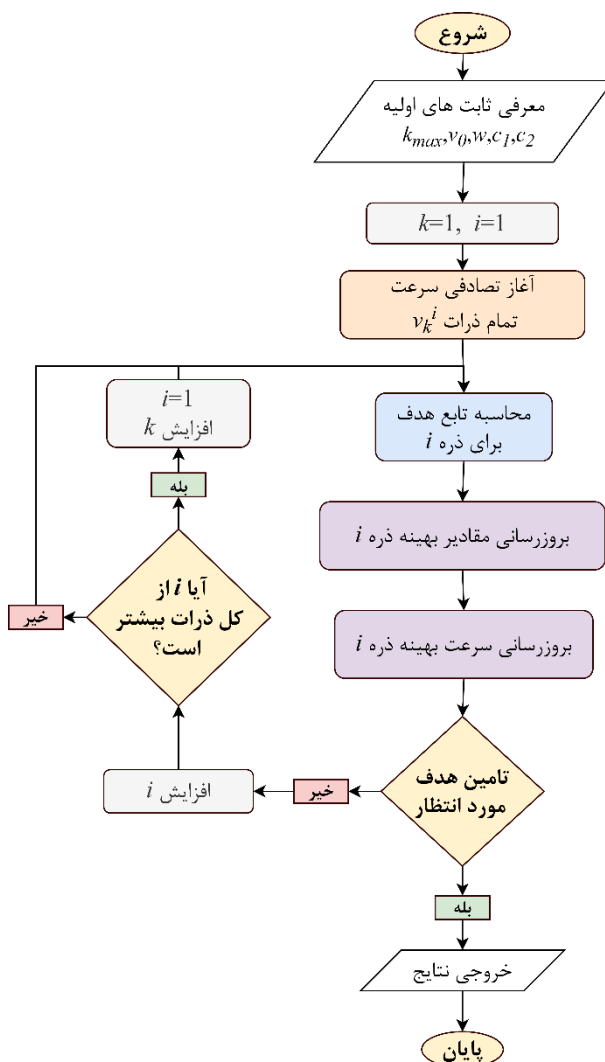 شروع
معرفی ثابت های اولیه
k_max,v_0,w,c_1,c_2
k=1, i=1
آغاز تصادفی سرعت
تمام ذرات v_k^i
محاسبه تابع هدف
برای ذره i
بروزرسانی مقادیر بهینه ذره i
بروزرسانی سرعت بهینه ذره i
تامین هدف
مورد انتظار
خیر
افزایش i
آیا i از
کل ذرات بیشتر
است؟
خیر
بله
i=1
افزایش k
بله
خروجی نتایج
پایان